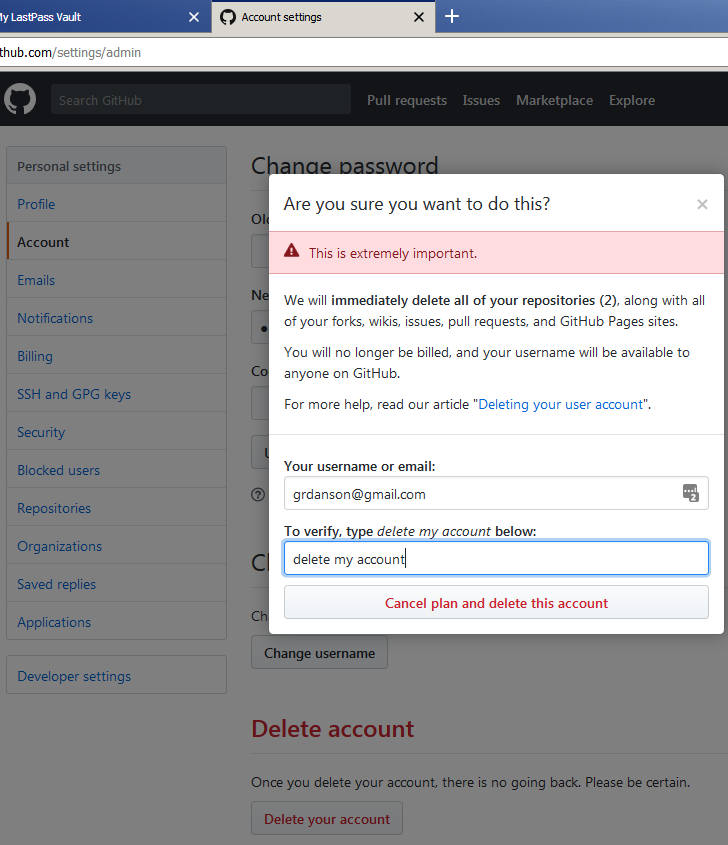 My LastPass Vault
Account settings
thub.com/settings/admin
Search GitHub
Pull requests
Issues
Marketplace
Explore
Personal settings
Profile
Account
Emails
Notifications
Billing
SSH and GPG keys
Security
Blocked users
Repositories
Organizations
Saved replies
Applications
Developer settings
Change password
Ol
Ne
Co
Are you sure you want to do this?
This is extremely important.
We will immediately delete all of your repositories (2), along with all
of your forks, wikis, issues, pull requests, and GitHub Pages sites.
You will no longer be billed, and your username will be available to
anyone on GitHub.
For more help, read our article "Deleting your user account".
Your username or email:
grdanson@gmail.com
2
To verify, type delete my account below:
delete my account
Cancel plan and delete this account
Change username
Delete account
Once you delete your account, there is no going back. Please be certain.
Delete your account